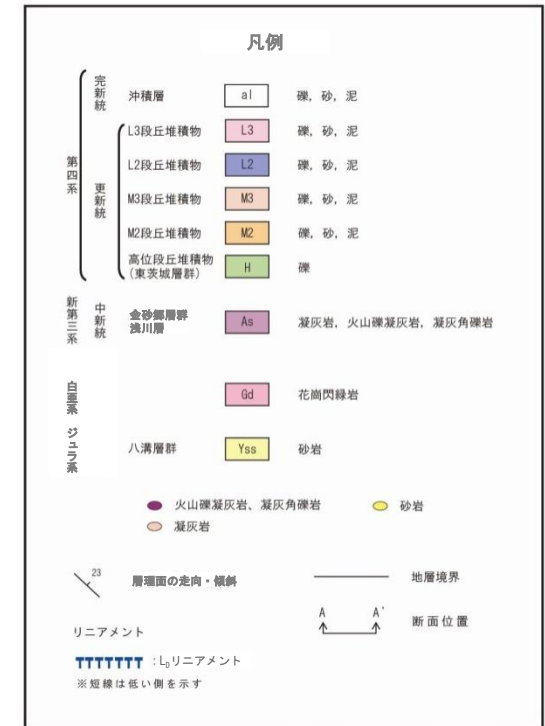 凡例
第四系
完新統
沖積層 al 礫, 砂, 泥
更新統
L3段丘堆積物 L3 礫, 砂, 泥
L2段丘堆積物 L2 礫, 砂, 泥
M3段丘堆積物 M3 礫, 砂, 泥
M2段丘堆積物 M2 礫, 砂, 泥
高位段丘堆積物
(東茨城層群) H 礫
新第三系
中新統
金砂郷層群
浅川層 As 凝灰岩, 火山礫凝灰岩, 凝灰角礫岩
白亜系
Gd 花崗閃緑岩
ジュラ系
八溝層群 Yss 砂岩
火山礫凝灰岩、凝灰角礫岩 砂岩
凝灰岩
23 層理面の走向・傾斜 地層境界
A A' 断面位置
リニアメント
:LDリニアメント
※短線は低い側を示す